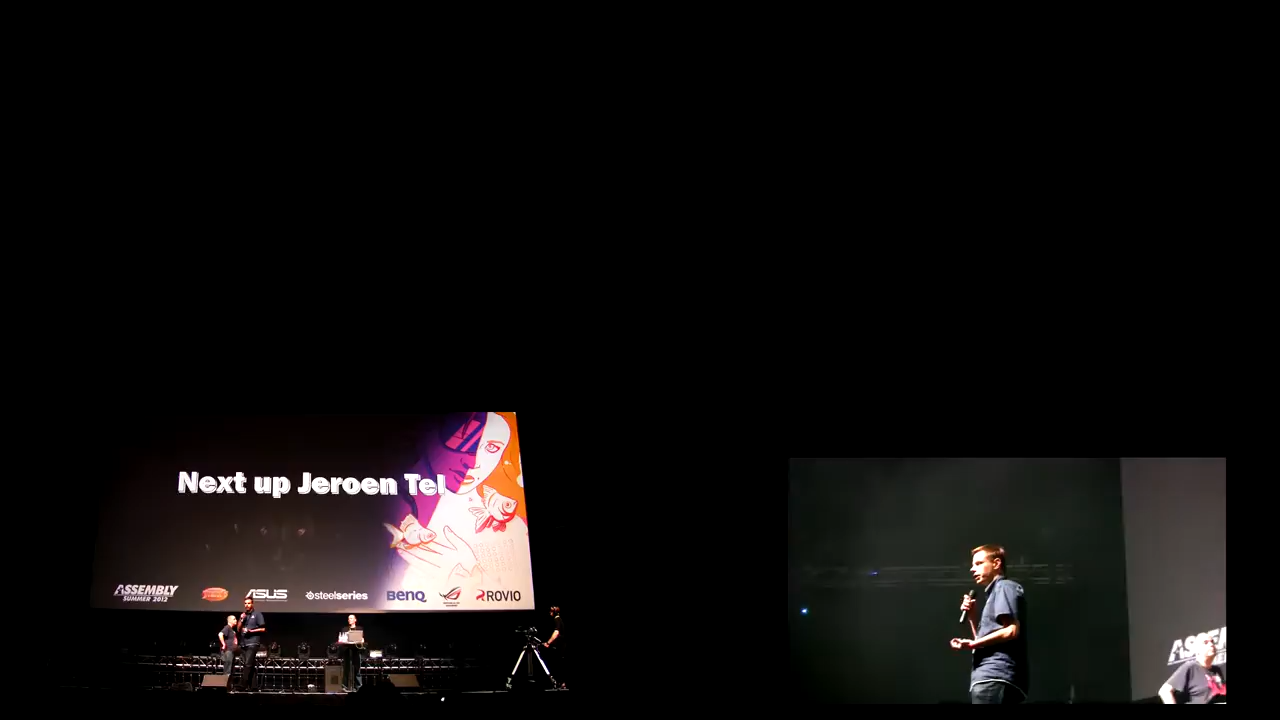 Next up Jeroen Tel
ASSEMBLY
SUMMER 2012
ASUS
steelseries
BenQ
ROVIO